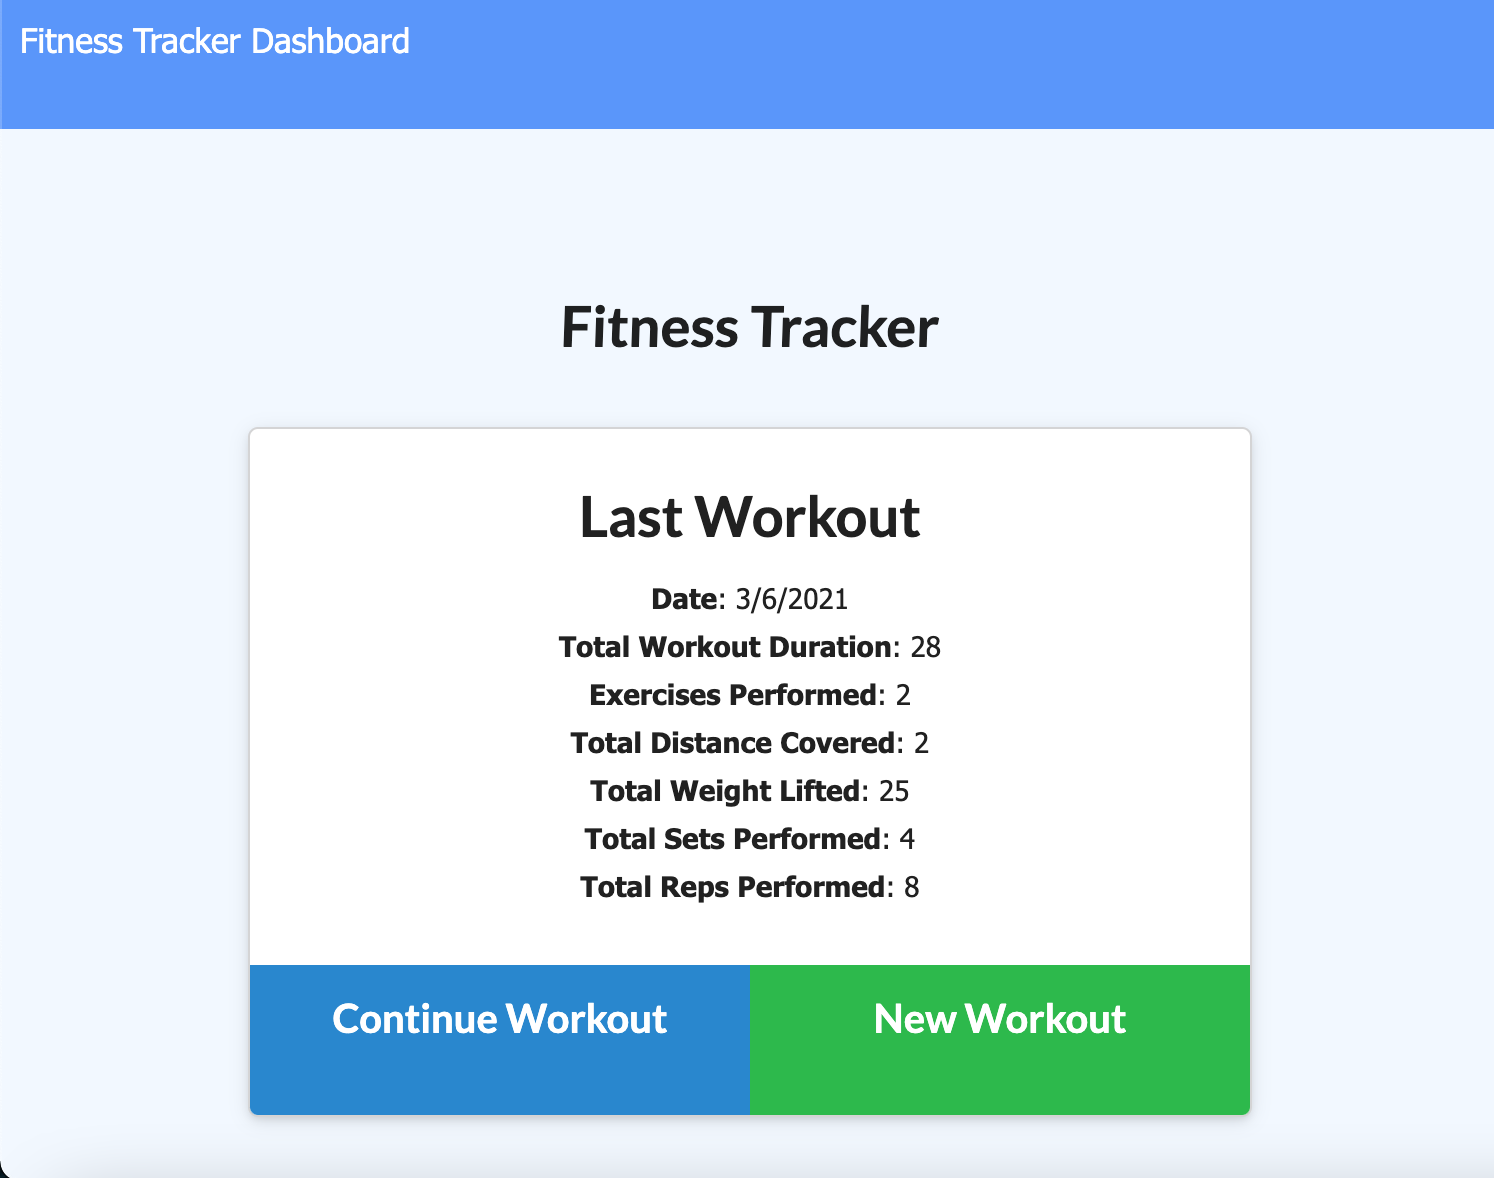 Fitness Tracker Dashboard
Fitness Tracker
Last Workout
Date: 3/6/2021
Total Workout Duration: 28
Exercises Performed: 2
Total Distance Covered: 2
Total Weight Lifted: 25
Total Sets Performed: 4
Total Reps Performed: 8
Continue Workout
New Workout